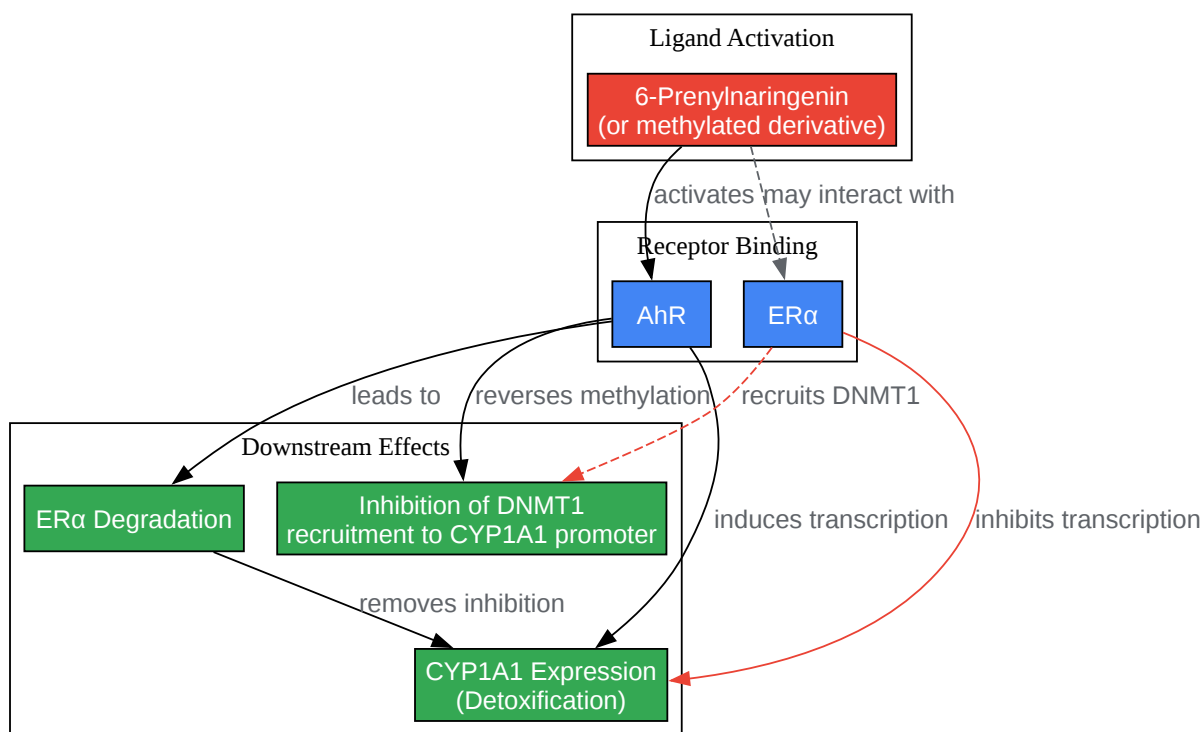 Ligand Activation
6-Prenylnaringenin
(or methylated derivative)
activates
may interact with
Receptor Binding
AhR
ERα
leads to
reverses methylation
recruits DNMT1
Downstream Effects
ERα Degradation
Inhibition of DNMT1
recruitment to CYP1A1 promoter
induces transcription
inhibits transcription
removes inhibition
CYP1A1 Expression
(Detoxification)